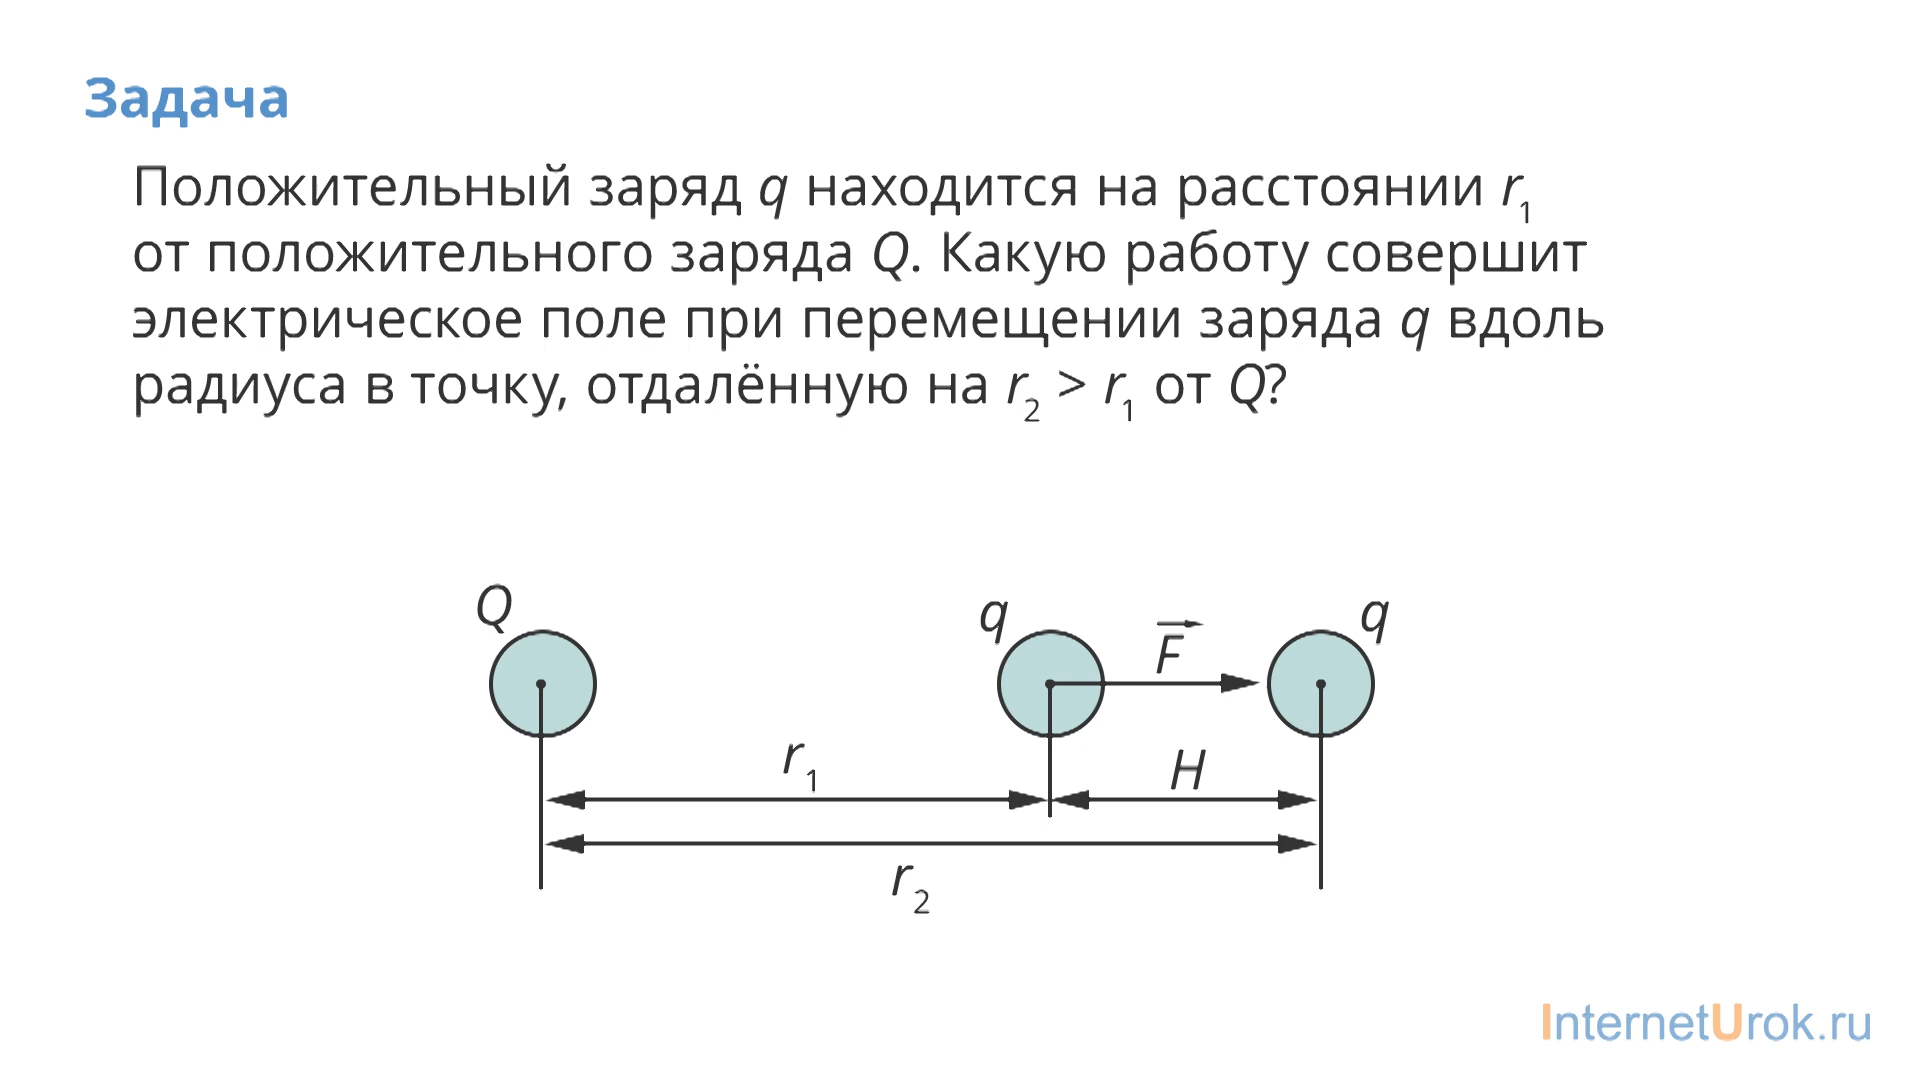 Задача
Положительный заряд q находится на расстоянии r₁
от положительного заряда Q. Какую работу совершит
электрическое поле при перемещении заряда q вдоль
радиуса в точку, отдалённую на r₂ > r₁ от Q?
Q
q
F
q
r₁
H
r₂
InternetUrok.ru